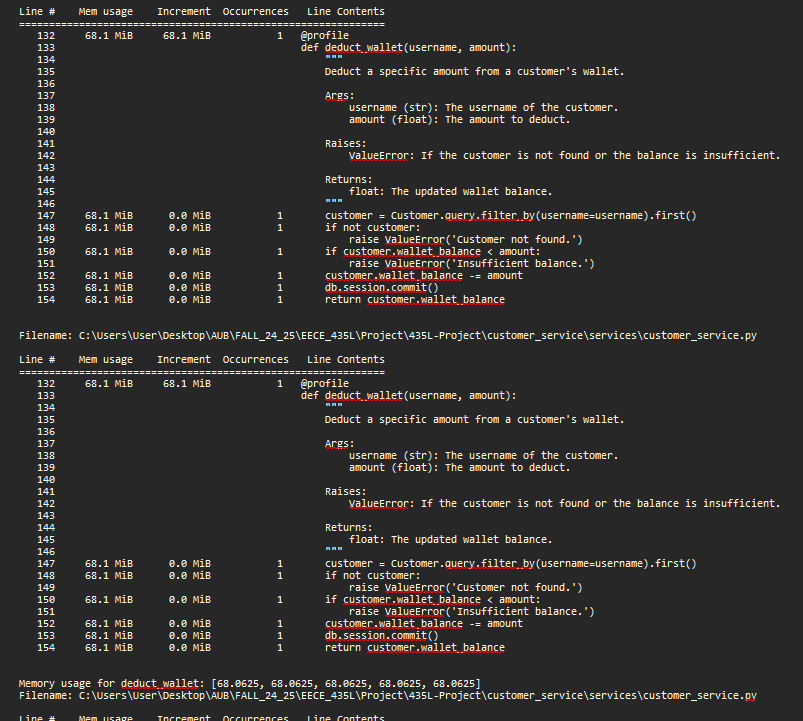 Line #    Mem usage    Increment  Occurrences   Line Contents
=============================================================
   132     68.1 MiB     68.1 MiB           1   @profile
   133                                         def deduct_wallet(username, amount):
   134                                             """
   135                                             Deduct a specific amount from a customer's wallet.
   136
   137                                             Args:
   138                                                 username (str): The username of the customer.
   139                                                 amount (float): The amount to deduct.
   140
   141                                             Raises:
   142                                                 ValueError: If the customer is not found or the balance is insufficient.
   143
   144                                             Returns:
   145                                                 float: The updated wallet balance.
   146                                             """
   147     68.1 MiB      0.0 MiB           1       customer = Customer.query.filter_by(username=username).first()
   148     68.1 MiB      0.0 MiB           1       if not customer:
   149                                                 raise ValueError('Customer not found.')
   150     68.1 MiB      0.0 MiB           1       if customer.wallet_balance < amount:
   151                                                 raise ValueError('Insufficient balance.')
   152     68.1 MiB      0.0 MiB           1       customer.wallet_balance -= amount
   153     68.1 MiB      0.0 MiB           1       db.session.commit()
   154     68.1 MiB      0.0 MiB           1       return customer.wallet_balance
Filename: C:\Users\User\Desktop\AUB\FALL_24_25\EECE_435L\Project\435L-Project\customer_service\services\customer_service.py
Line #    Mem usage    Increment  Occurrences   Line Contents
=============================================================
   132     68.1 MiB     68.1 MiB           1   @profile
   133                                         def deduct_wallet(username, amount):
   134                                             """
   135                                             Deduct a specific amount from a customer's wallet.
   136
   137                                             Args:
   138                                                 username (str): The username of the customer.
   139                                                 amount (float): The amount to deduct.
   140
   141                                             Raises:
   142                                                 ValueError: If the customer is not found or the balance is insufficient.
   143
   144                                             Returns:
   145                                                 float: The updated wallet balance.
   146                                             """
   147     68.1 MiB      0.0 MiB           1       customer = Customer.query.filter_by(username=username).first()
   148     68.1 MiB      0.0 MiB           1       if not customer:
   149                                                 raise ValueError('Customer not found.')
   150     68.1 MiB      0.0 MiB           1       if customer.wallet_balance < amount:
   151                                                 raise ValueError('Insufficient balance.')
   152     68.1 MiB      0.0 MiB           1       customer.wallet_balance -= amount
   153     68.1 MiB      0.0 MiB           1       db.session.commit()
   154     68.1 MiB      0.0 MiB           1       return customer.wallet_balance
Memory usage for deduct_wallet: [68.0625, 68.0625, 68.0625, 68.0625, 68.0625]
Filename: C:\Users\User\Desktop\AUB\FALL_24_25\EECE_435L\Project\435L-Project\customer_service\services\customer_service.py
Line #    Mem usage    Increment  Occurrences   Line Contents